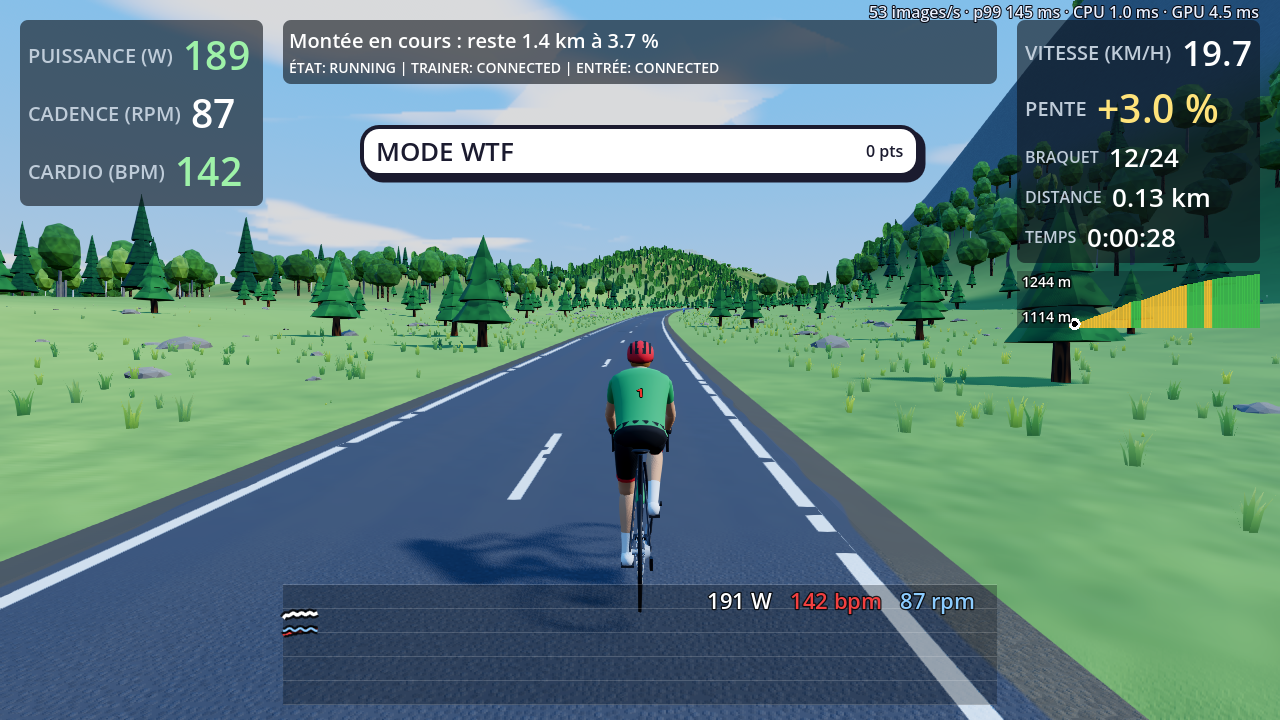 53 images/s · p99 145 ms · CPU 1.0 ms · GPU 4.5 ms
PUISSANCE (W) 189
CADENCE (RPM) 87
CARDIO (BPM) 142
Montée en cours : reste 1.4 km à 3.7 %
ÉTAT: RUNNING | TRAINER: CONNECTED | ENTRÉE: CONNECTED
MODE WTF 0 pts
VITESSE (KM/H) 19.7
PENTE +3.0 %
BRAQUET 12/24
DISTANCE 0.13 km
TEMPS 0:00:28
1244 m
1114 m
1
191 W 142 bpm 87 rpm